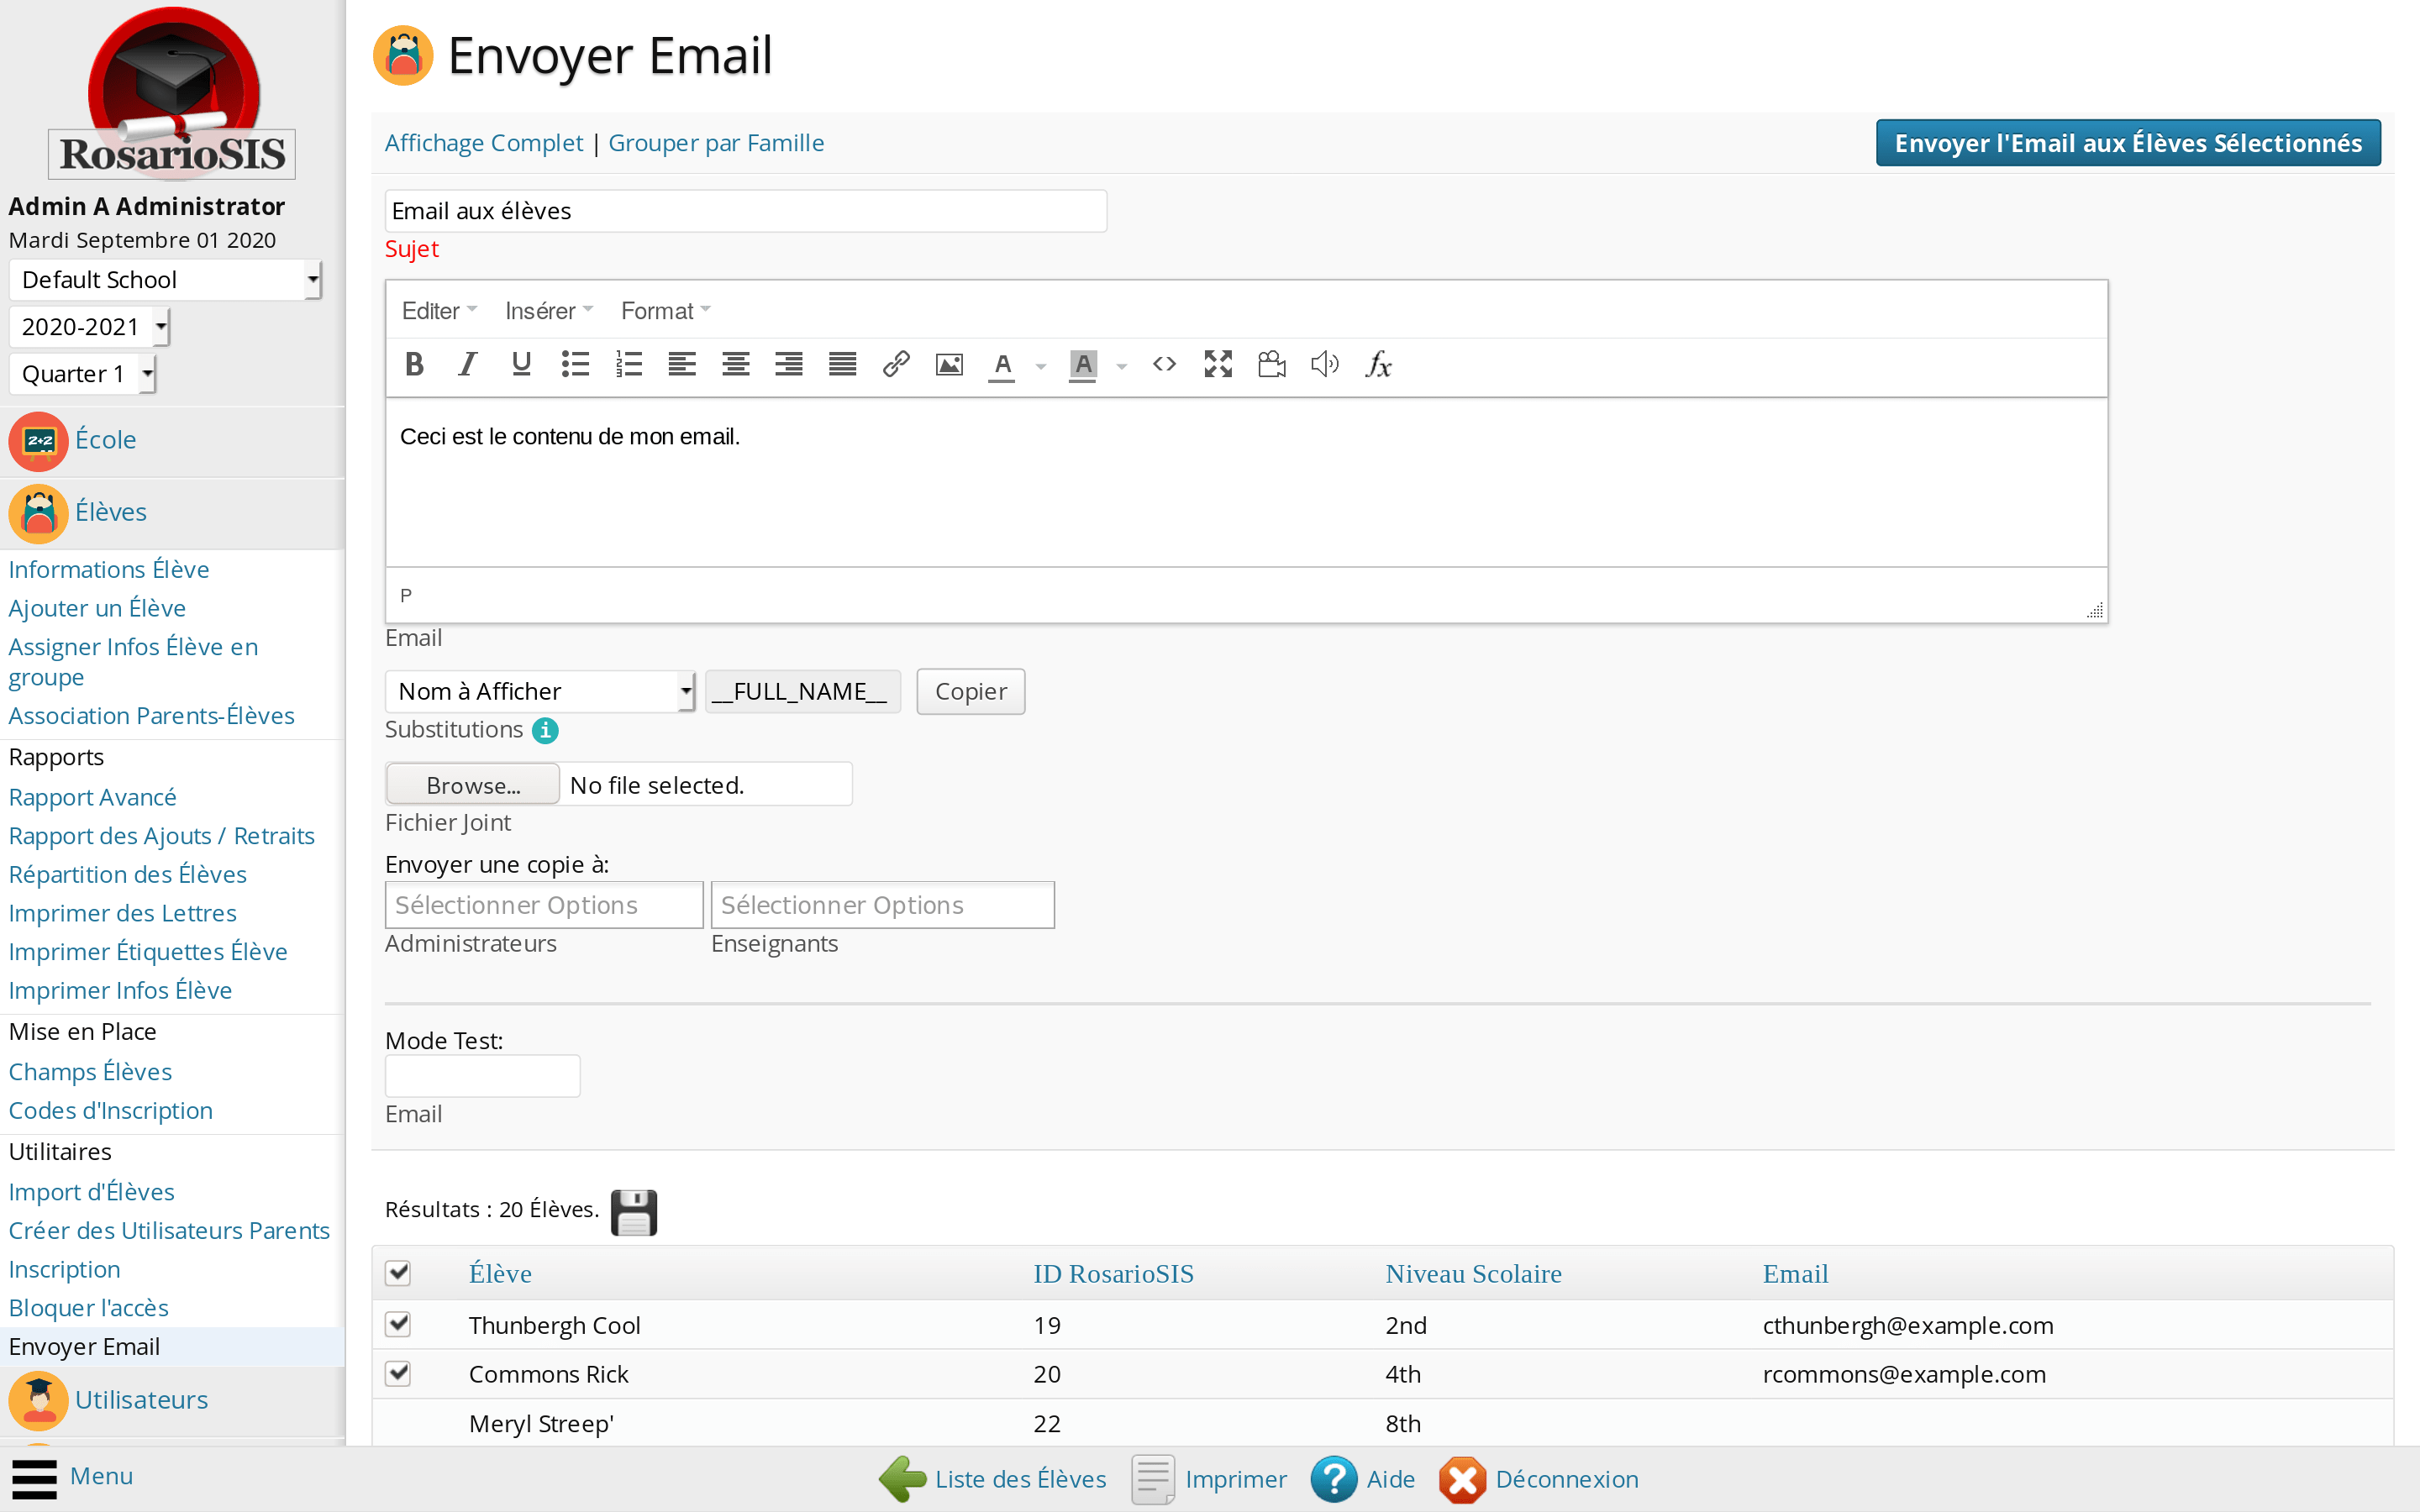 RosarioSIS
Admin A Administrator
Mardi Septembre 01 2020
Default School
2020-2021
Quarter 1
2+2
École
Élèves
Informations Élève
Ajouter un Élève
Assigner Infos Élève en
groupe
Association Parents-Élèves
Rapports
Rapport Avancé
Rapport des Ajouts / Retraits
Répartition des Élèves
Imprimer des Lettres
Imprimer Étiquettes Élève
Imprimer Infos Élève
Mise en Place
Champs Élèves
Codes d'Inscription
Utilitaires
Import d'Élèves
Créer des Utilisateurs Parents
Inscription
Bloquer l'accès
Envoyer Email
Utilisateurs
Envoyer Email
Affichage Complet | Grouper par Famille
Envoyer l'Email aux Élèves Sélectionnés
Email aux élèves
Sujet
Editer Insérer Format
B I U A A <> fx
Ceci est le contenu de mon email.
P
Email
Nom à Afficher __FULL_NAME__ Copier
Substitutions i
Browse... No file selected.
Fichier Joint
Envoyer une copie à:
Sélectionner Options Sélectionner Options
Administrateurs Enseignants
Mode Test:
Email
Résultats : 20 Élèves.
Élève ID RosarioSIS Niveau Scolaire Email
Thunbergh Cool 19 2nd cthunbergh@example.com
Commons Rick 20 4th rcommons@example.com
Meryl Streep' 22 8th
Menu
Liste des Élèves Imprimer ? Aide Déconnexion